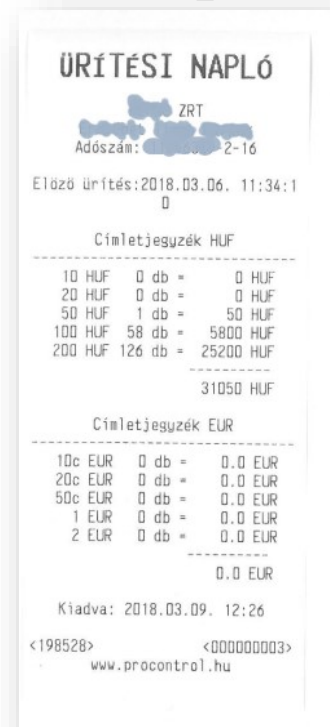 ÜRÍTÉSI NAPLÓ
ZRT
Adószám: 2-16
Elözö ürítés:2018.03.06. 11:34:1
0
Címletjegyzék HUF
10 HUF 0 db = 0 HUF
20 HUF 0 db = 0 HUF
50 HUF 1 db = 50 HUF
100 HUF 58 db = 5800 HUF
200 HUF 126 db = 25200 HUF
31050 HUF
Címletjegyzék EUR
10c EUR 0 db = 0.0 EUR
20c EUR 0 db = 0.0 EUR
50c EUR 0 db = 0.0 EUR
1 EUR 0 db = 0.0 EUR
2 EUR 0 db = 0.0 EUR
0.0 EUR
Kiadva: 2018.03.09. 12:26
<198528> <000000003>
www.procontrol.hu